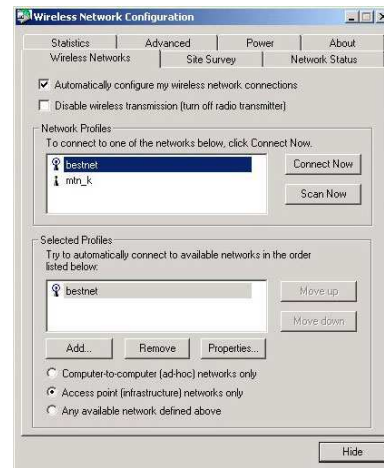 Wireless Network Configuration
Statistics Advanced Power About
Wireless Networks Site Survey Network Status
Automatically configure my wireless network connections
Disable wireless transmission (turn off radio transmitter)
Network Profiles
To connect to one of the networks below, click Connect Now.
bestnet
mtn_k
Connect Now
Scan Now
Selected Profiles
Try to automatically connect to available networks in the order
listed below:
bestnet
Move up
Move down
Add... Remove Properties...
Computer-to-computer (ad-hoc) networks only
Access point (infrastructure) networks only
Any available network defined above
Hide